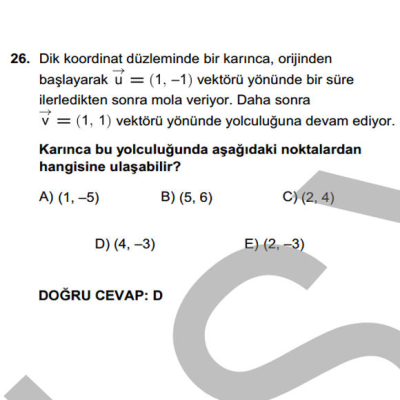 26. Dik koordinat düzleminde bir karınca, orijinden
başlayarak u⃗ = (1, –1) vektörü yönünde bir süre
ilerledikten sonra mola veriyor. Daha sonra
v⃗ = (1, 1) vektörü yönünde yolculuğuna devam ediyor.
Karınca bu yolculuğunda aşağıdaki noktalardan
hangisine ulaşabilir?
A) (1, –5) B) (5, 6) C) (2, 4)
D) (4, –3) E) (2, –3)
DOĞRU CEVAP: D